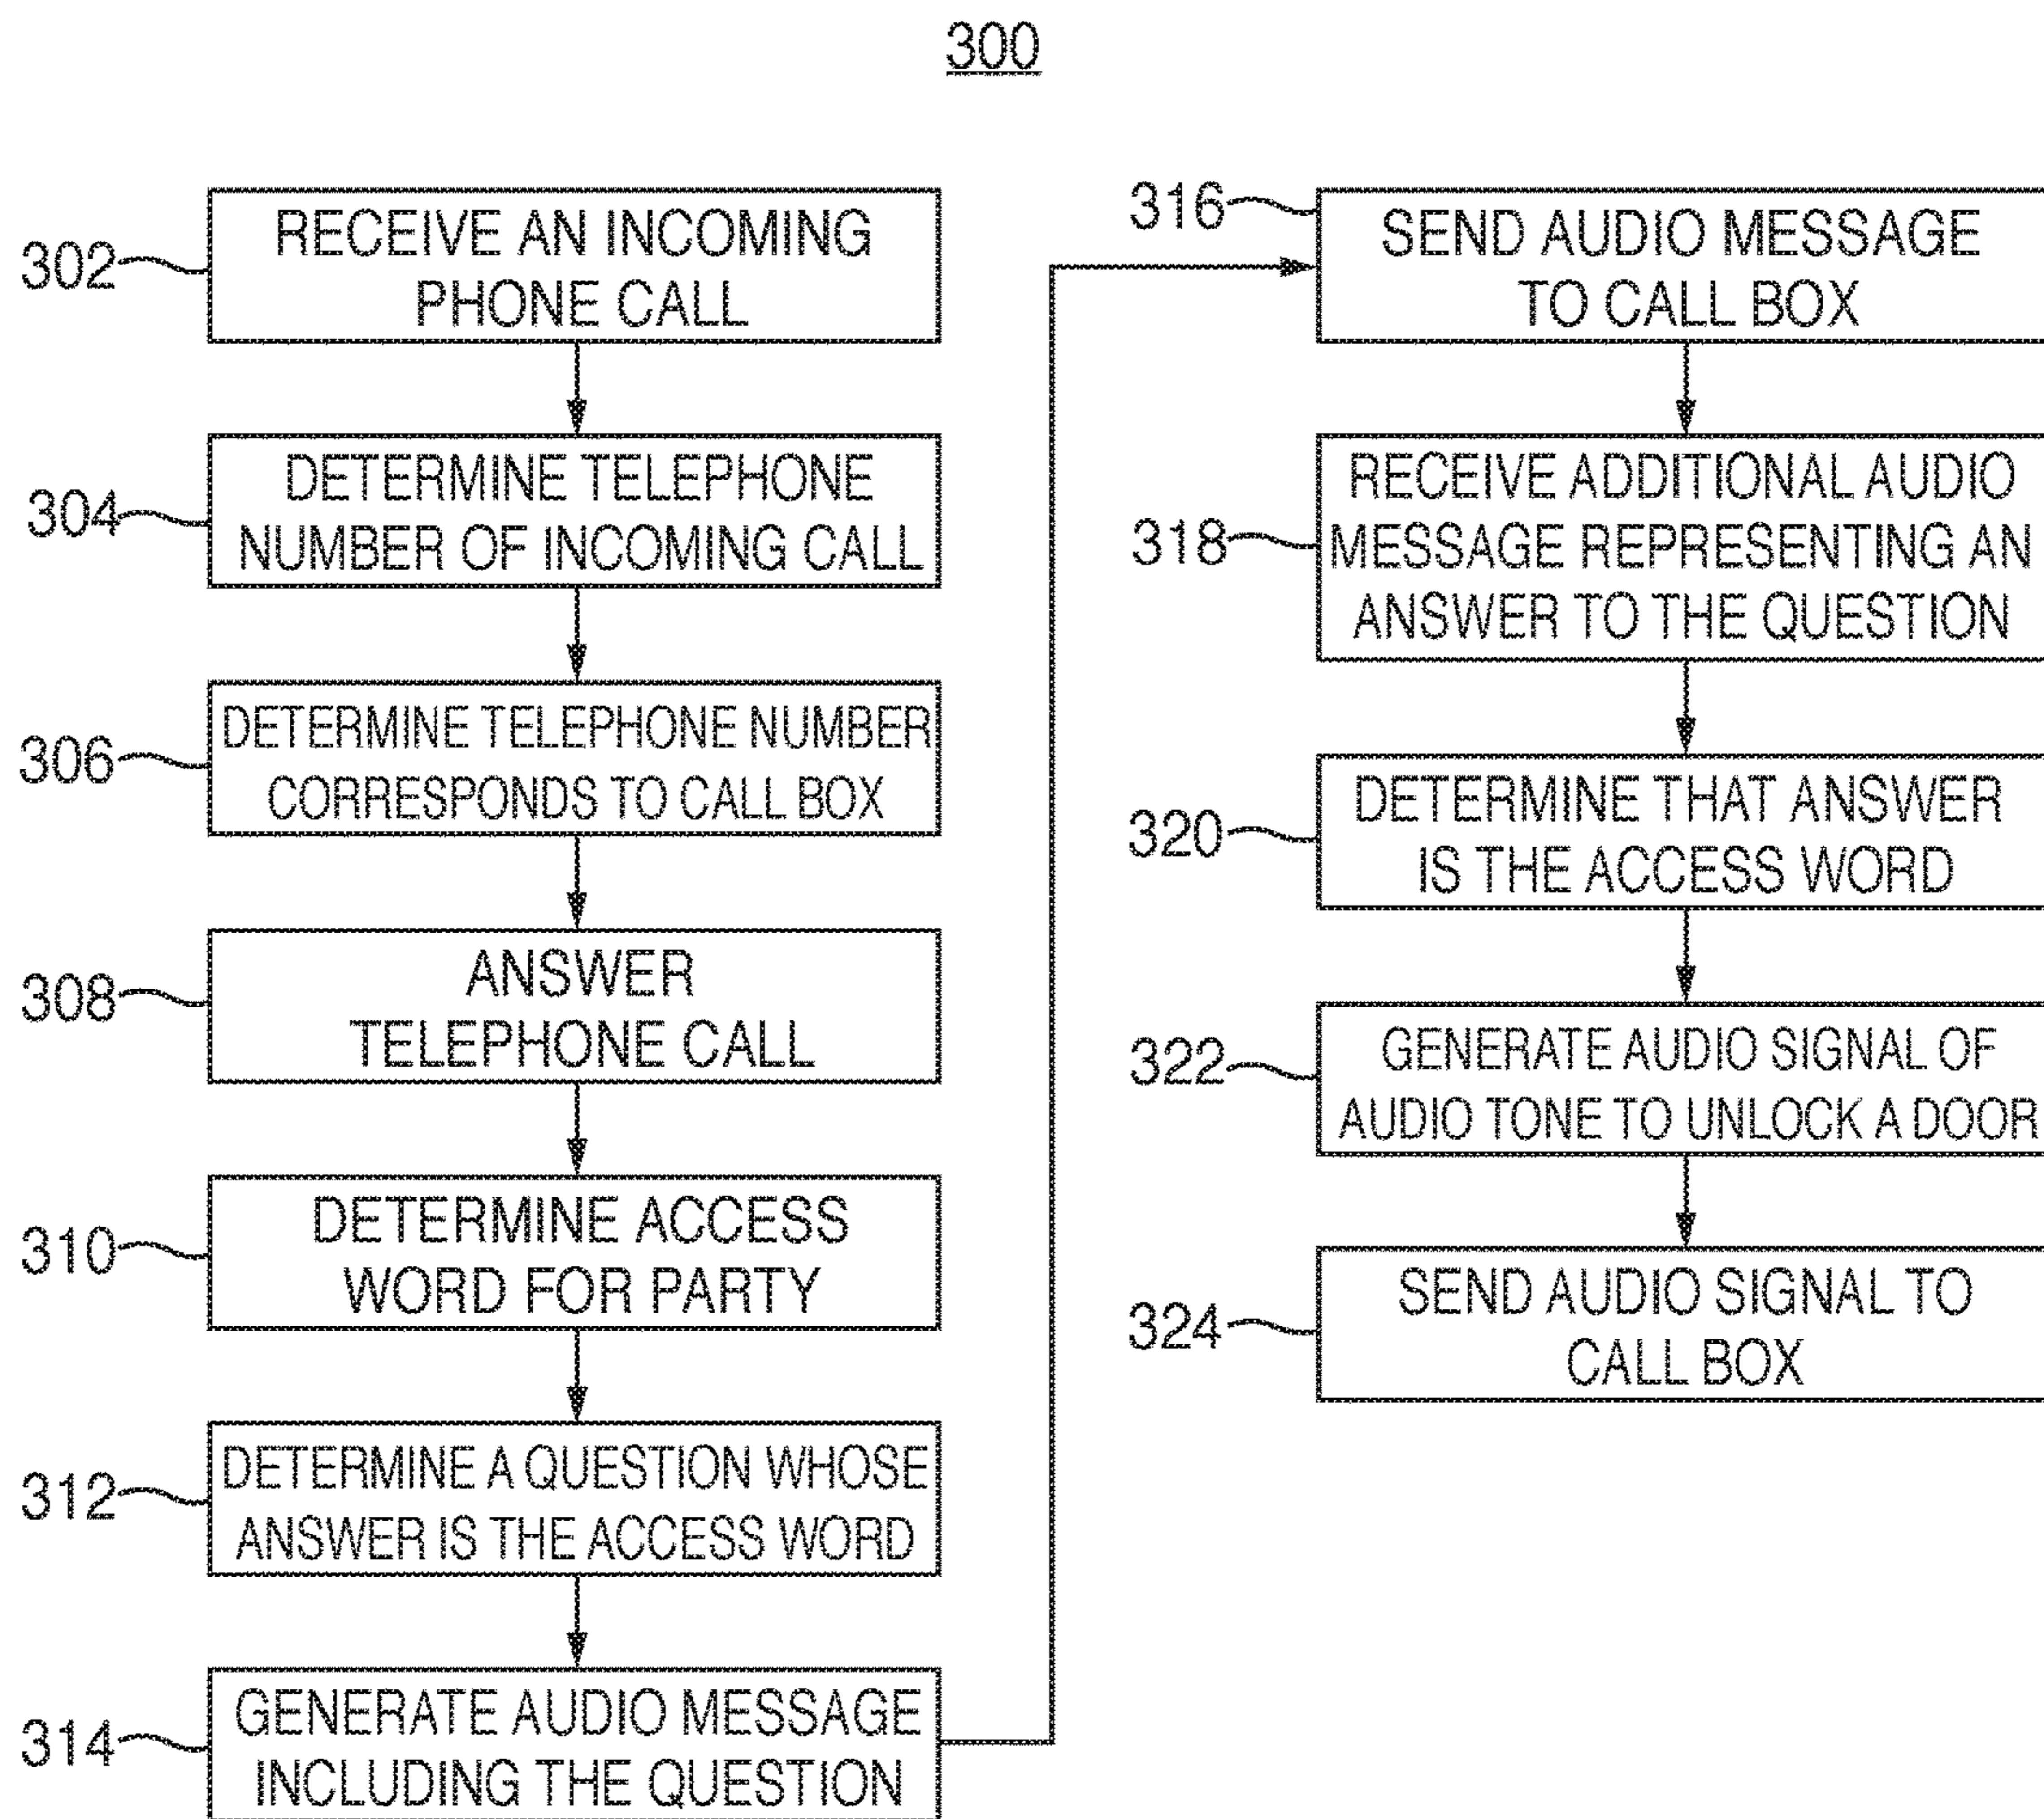 300
302
RECEIVE AN INCOMING
PHONE CALL
304
DETERMINE TELEPHONE
NUMBER OF INCOMING CALL
306
DETERMINE TELEPHONE NUMBER
CORRESPONDS TO CALL BOX
308
ANSWER
TELEPHONE CALL
310
DETERMINE ACCESS
WORD FOR PARTY
312
DETERMINE A QUESTION WHOSE
ANSWER IS THE ACCESS WORD
314
GENERATE AUDIO MESSAGE
INCLUDING THE QUESTION
316
SEND AUDIO MESSAGE
TO CALL BOX
318
RECEIVE ADDITIONAL AUDIO
MESSAGE REPRESENTING AN
ANSWER TO THE QUESTION
320
DETERMINE THAT ANSWER
IS THE ACCESS WORD
322
GENERATE AUDIO SIGNAL OF
AUDIO TONE TO UNLOCK A DOOR
324
SEND AUDIO SIGNAL TO
CALL BOX